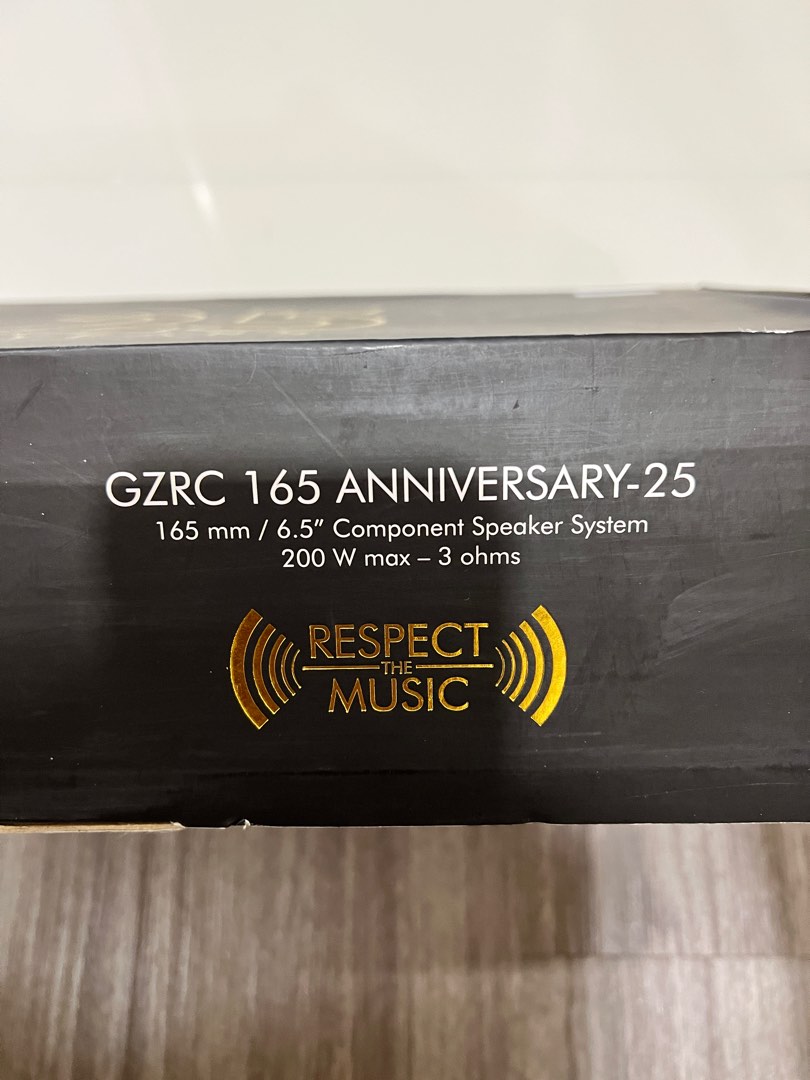 GZRC 165 ANNIVERSARY-25
165 mm / 6.5” Component Speaker System
200 W max – 3 ohms
RESPECT
THE
MUSIC